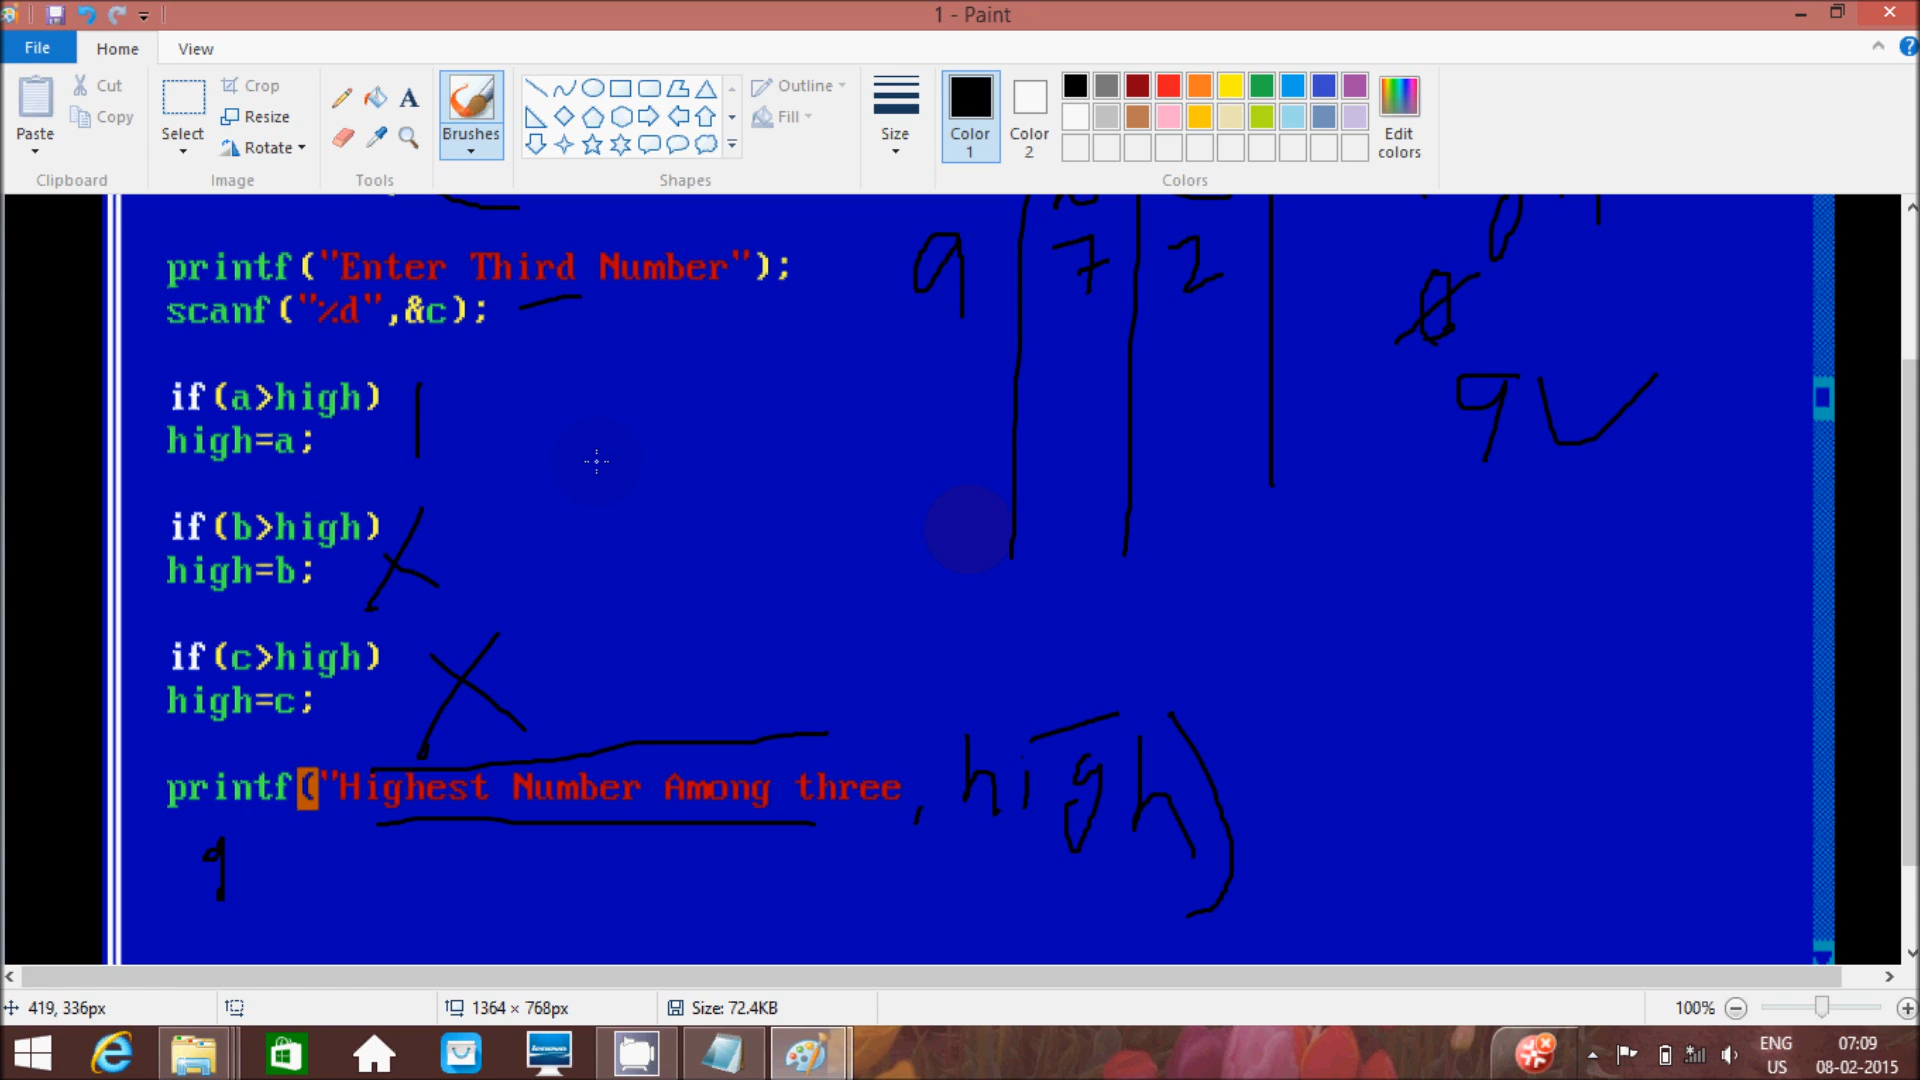 1 - Paint
File Home View
Paste
Cut
Copy
Clipboard
Select
Crop
Resize
Rotate
Image
Tools
Brushes
Shapes
Outline
Fill
Size
Color 1
Color 2
Edit colors
Colors
printf("Enter Third Number");
scanf("%d",&c);
9 7 2
0
9
if(a>high)
high=a;
if(b>high)
high=b;
if(c>high)
high=c;
printf("Highest Number Among three , high)
9
419, 336px
1364 × 768px
Size: 72.4KB
100%
ENG
US
07:09
08-02-2015